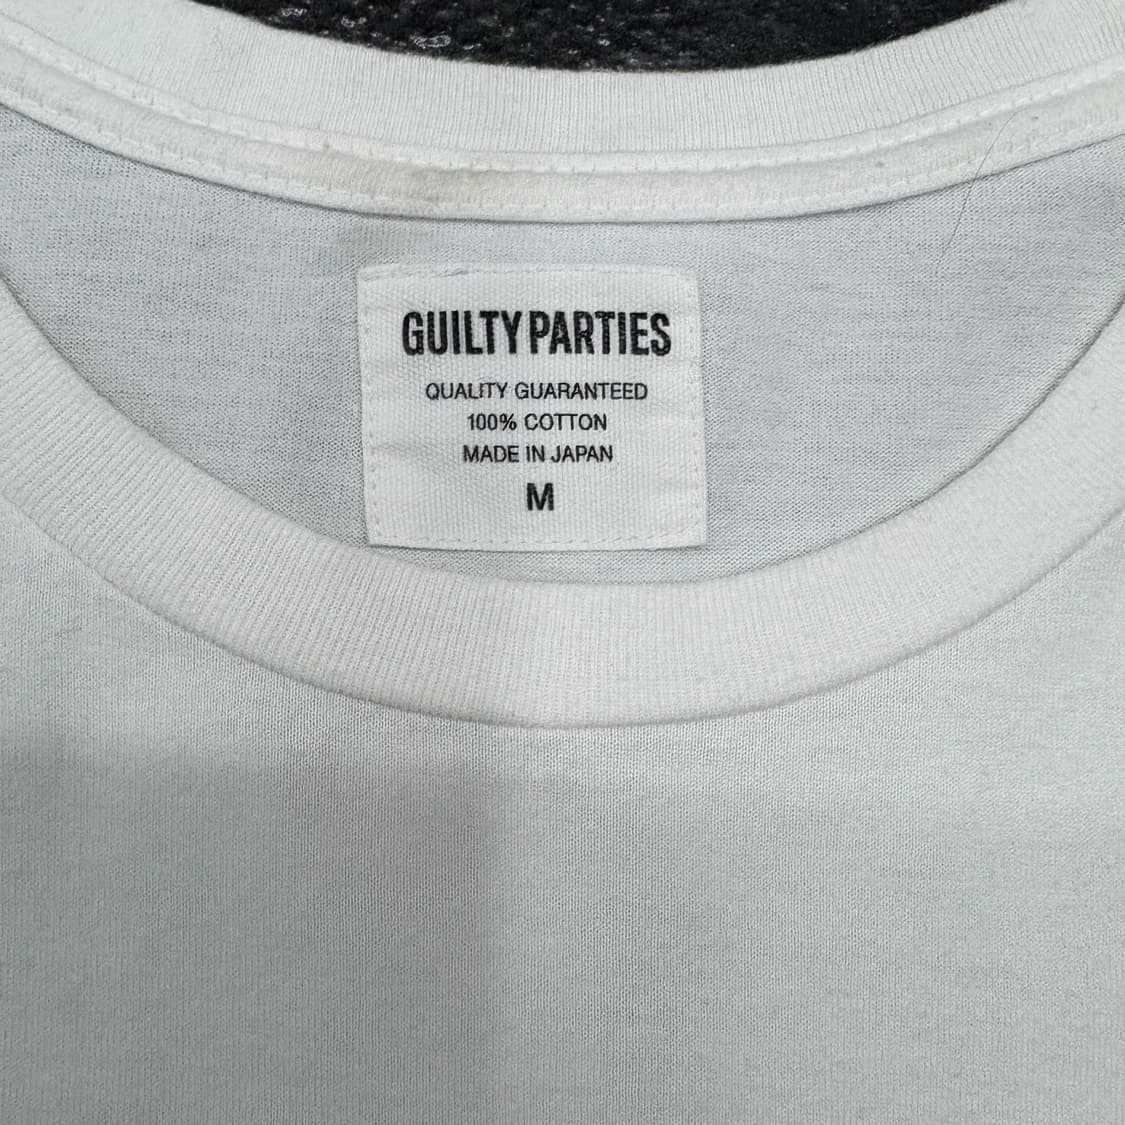 GUILTY PARTIES
QUALITY GUARANTEED
100% COTTON
MADE IN JAPAN
M